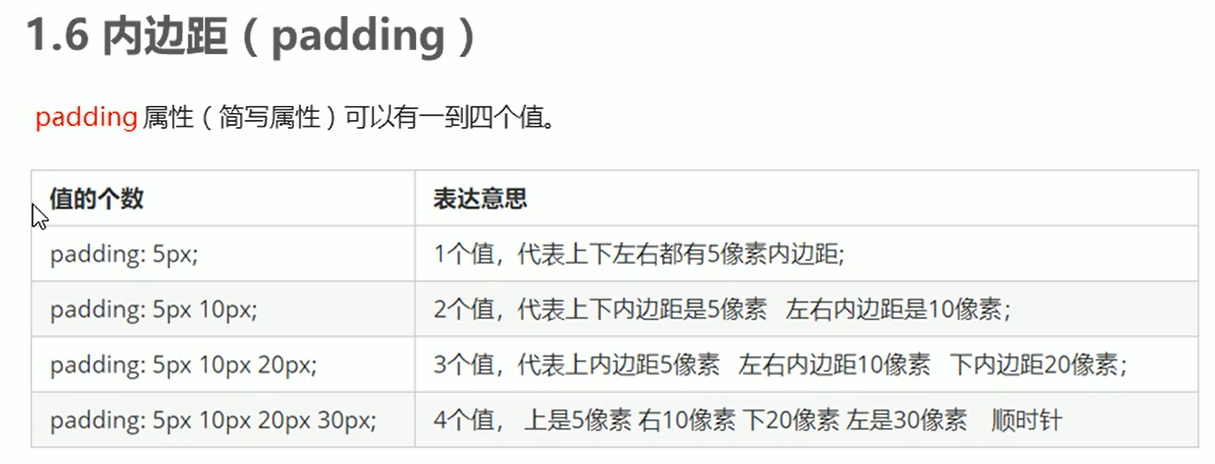 1.6 内边距（padding）
padding 属性（简写属性）可以有一到四个值。
值的个数 表达意思
padding: 5px; 1个值，代表上下左右都有5像素内边距;
padding: 5px 10px; 2个值，代表上下内边距是5像素 左右内边距是10像素；
padding: 5px 10px 20px; 3个值，代表上内边距5像素 左右内边距10像素 下内边距20像素；
padding: 5px 10px 20px 30px; 4个值， 上是5像素 右10像素 下20像素 左是30像素 顺时针